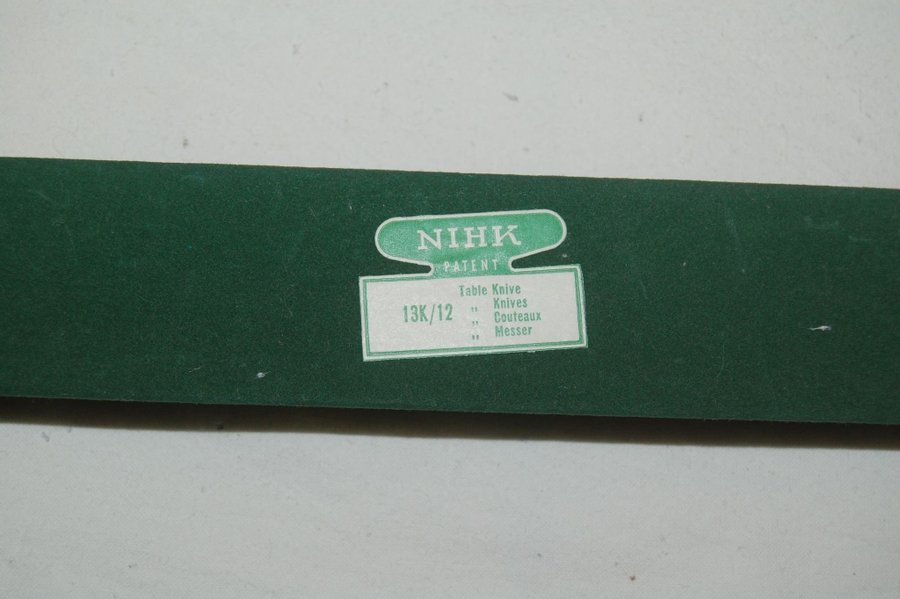 NIHK
PATENT
Table Knive
13K/12 „ Knives
„ Couteaux
„ Messer